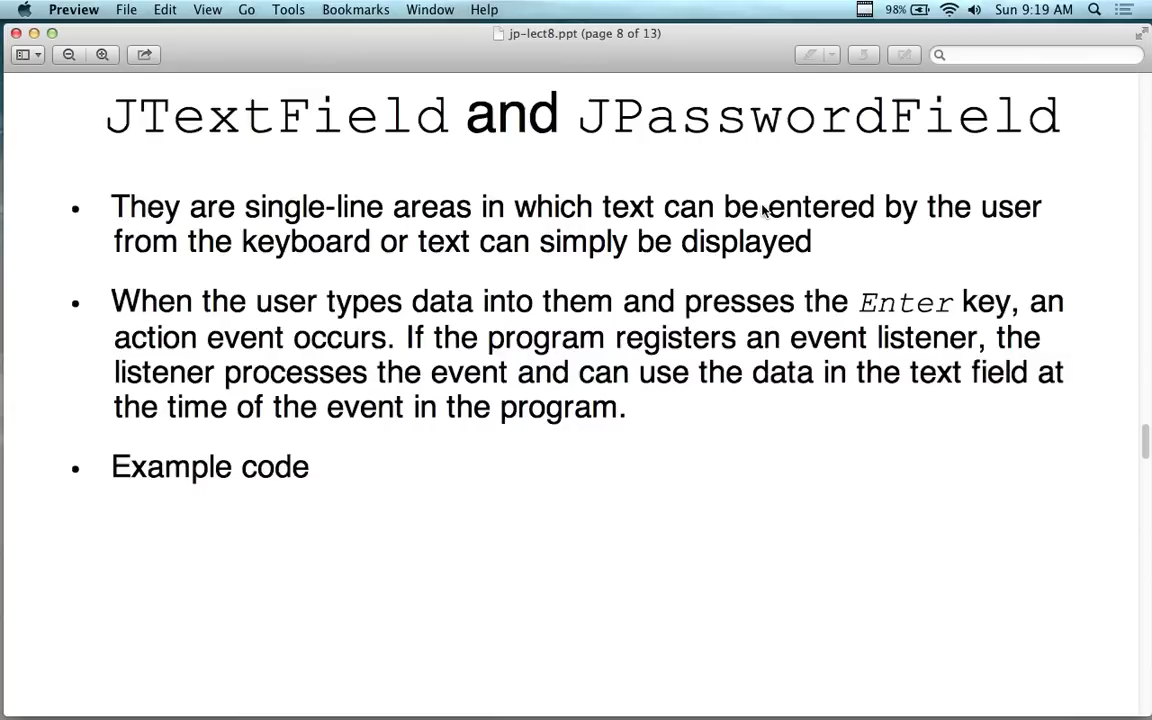 Preview File Edit View Go Tools Bookmarks Window Help 98% Sun 9:19 AM
jp-lect8.ppt (page 8 of 13)
JTextField and JPasswordField
• They are single-line areas in which text can be entered by the user
from the keyboard or text can simply be displayed
• When the user types data into them and presses the Enter key, an
action event occurs. If the program registers an event listener, the
listener processes the event and can use the data in the text field at
the time of the event in the program.
• Example code